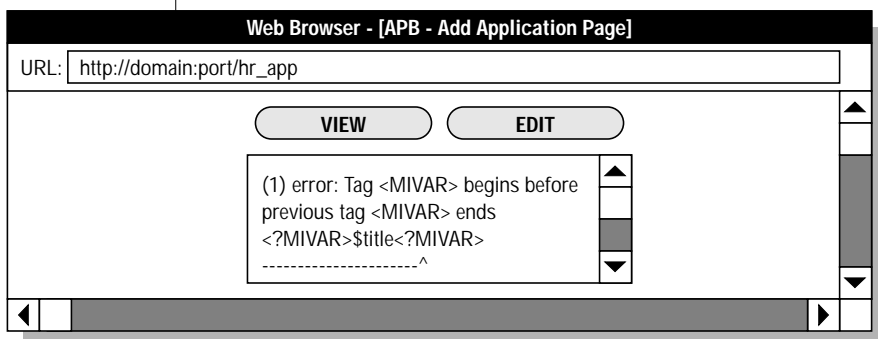 Web Browser - [APB - Add Application Page]
URL: http://domain:port/hr_app
VIEW EDIT
(1) error: Tag <MIVAR> begins before
previous tag <MIVAR> ends
<?MIVAR>$title<?MIVAR>
----------------------^